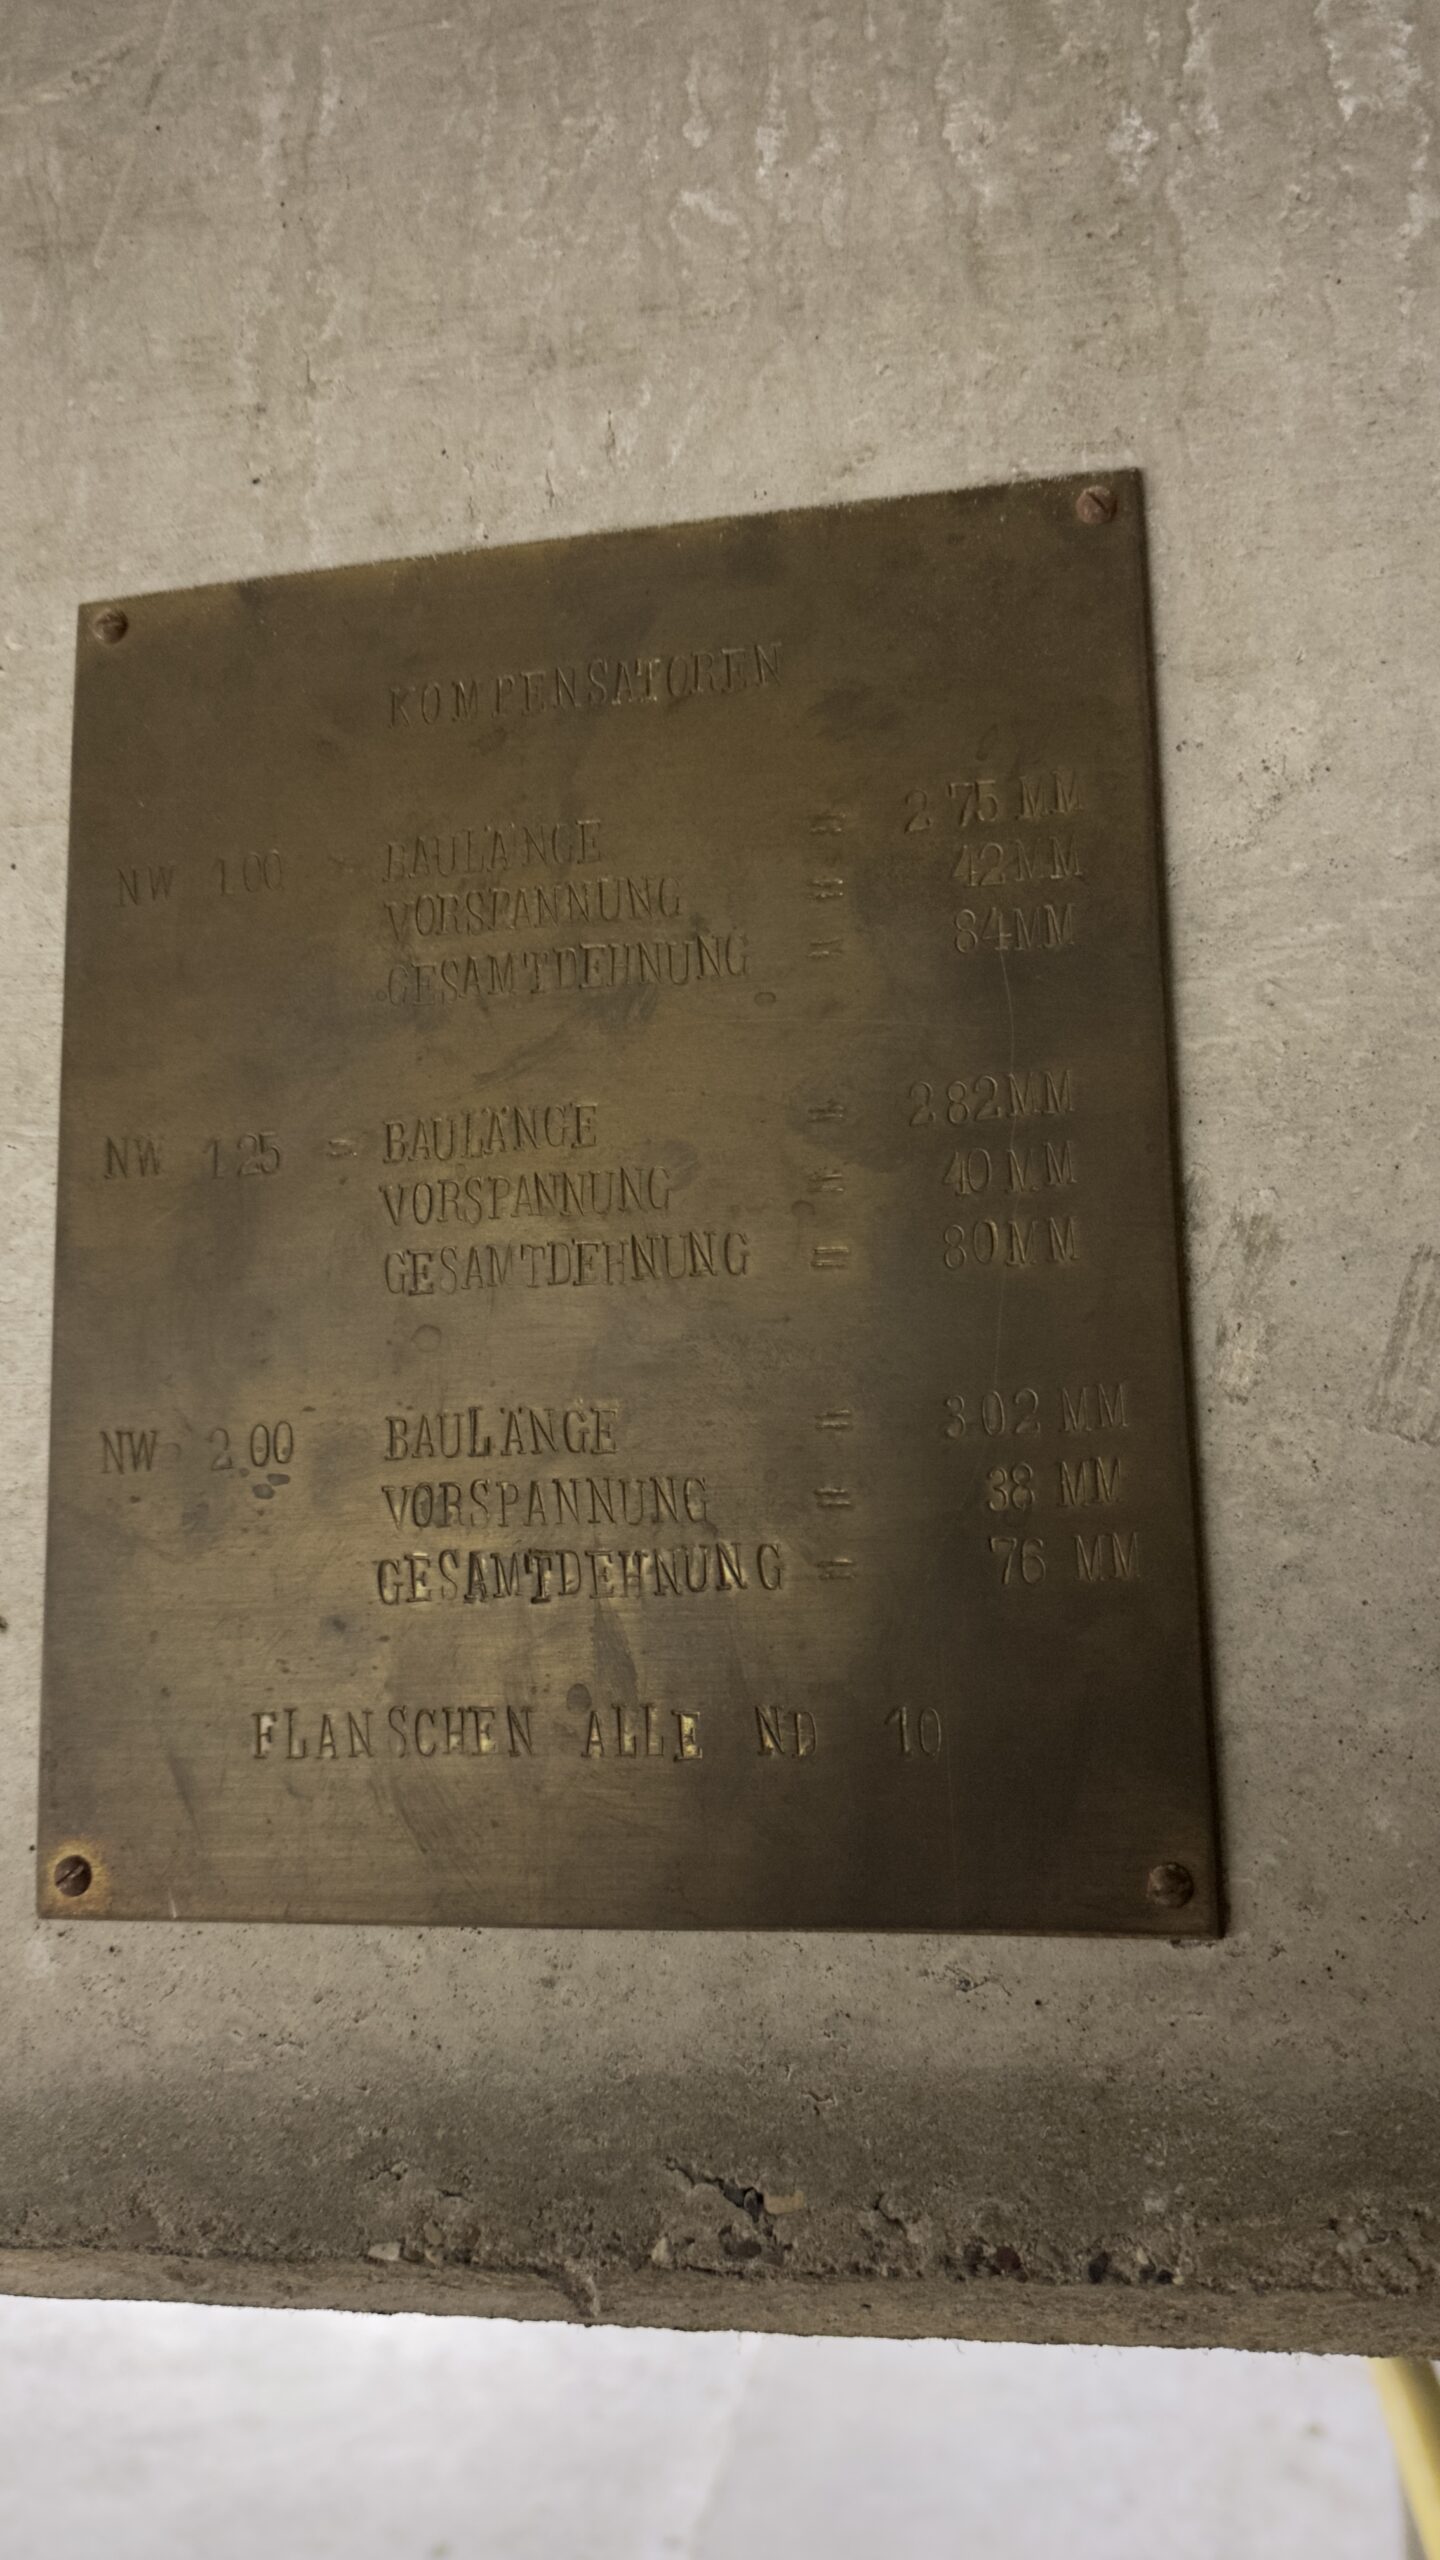 KOMPENSATOREN
NW 100 = BAULÄNGE = 275 MM
VORSPANNUNG = 42 MM
GESAMTDEHNUNG = 84 MM
NW 125 = BAULÄNGE = 282 MM
VORSPANNUNG = 40 MM
GESAMTDEHNUNG = 80 MM
NW 200 BAULÄNGE = 302 MM
VORSPANNUNG = 38 MM
GESAMTDEHNUNG = 76 MM
FLANSCHEN ALLE ND 10